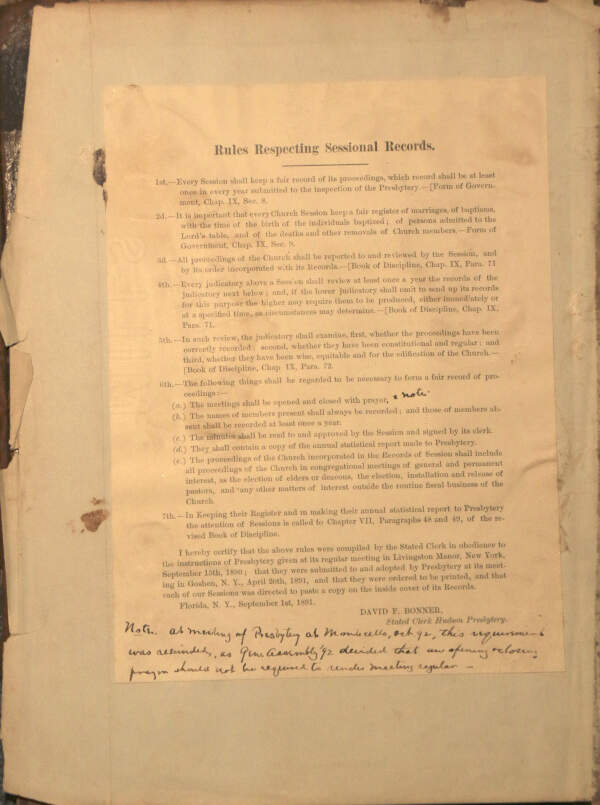 Rules Respecting Sessional Records.
1st.—Every Session shall keep a fair record of its proceedings, which record shall be at least
once in every year submitted to the inspection of the Presbytery.—[Form of Govern-
ment, Chap. IX, Sec. 8.
2d.—It is important that every Church Session keep a fair register of marriages, of baptisms,
with the time of the birth of the individuals baptized; of persons admitted to the
Lord's table, and of the deaths and other removals of Church members.—Form of
Government, Chap. IX, Sec. 9.
3d—All proceedings of the Church shall be reported to and reviewed by the Session, and
by its order incorporated with its Records.—[Book of Discipline, Chap. IX, Para. 71
4th.—Every judicatory above a Session shall review at least once a year the records of the
judicatory next below; and, if the lower judicatory shall omit to send up its records
for this purpose the higher may require them to be produced, either immediately or
at a specified time, as circumstances may determine.—[Book of Discipline, Chap. IX,
Para. 71.
5th.—In such review, the judicatory shall examine, first, whether the proceedings have been
correctly recorded; second, whether they have been constitutional and regular; and
third, whether they have been wise, equitable and for the edification of the Church.—
[Book of Discipline, Chap. IX, Para. 72.
6th.—The following things shall be regarded to be necessary to form a fair record of pro-
ceedings:—
(a.) The meetings shall be opened and closed with prayer, x note
(b.) The names of members present shall always be recorded; and those of members ab-
sent shall be recorded at least once a year.
(c.) The minutes shall be read to and approved by the Session and signed by its clerk.
(d.) They shall contain a copy of the annual statistical report made to Presbytery.
(e.) The proceedings of the Church incorporated in the Records of Session shall include
all proceedings of the Church in congregational meetings of general and permanent
interest, as the election of elders or deacons, the election, installation and release of
pastors, and any other matters of interest outside the routine fiscal business of the
Church.
7th.—In Keeping their Register and in making their annual statistical report to Presbytery
the attention of Sessions is called to Chapter VII, Paragraphs 48 and 49, of the re-
vised Book of Discipline.
I hereby certify that the above rules were compiled by the Stated Clerk in obedience to
the instructions of Presbytery given at its regular meeting in Livingston Manor, New York,
September 15th, 1890; that they were submitted to and adopted by Presbytery at its meet-
ing in Goshen, N. Y., April 20th, 1891, and that they were ordered to be printed, and that
each of our Sessions was directed to paste a copy on the inside cover of its Records.
Florida, N. Y., September 1st, 1891.
DAVID F. BONNER,
Stated Clerk Hudson Presbytery.
Note. At meeting of Presbytery at Monticello, Oct 92, this requirement
was rescinded, as Gen. Assembly '92 decided that an opening & closing
prayer should not be required to render meeting regular —